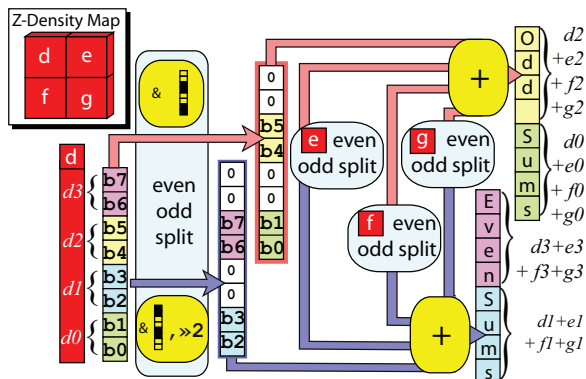 Z-Density Map
d e
f g
d
d3
d2
d1
d0
b7
b6
b5
b4
b3
b2
b1
b0
&
even
odd
split
& , »2
0
0
b5
b4
0
0
b1
b0
0
0
b7
b6
0
0
b3
b2
e even
odd split
g even
odd split
f even
odd split
+
+
Odd Sums
Even Sums
d2
+e2
+ f2
+g2
d0
+e0
+ f0
+g0
d3+e3
+ f3+g3
d1+e1
+ f1+g1